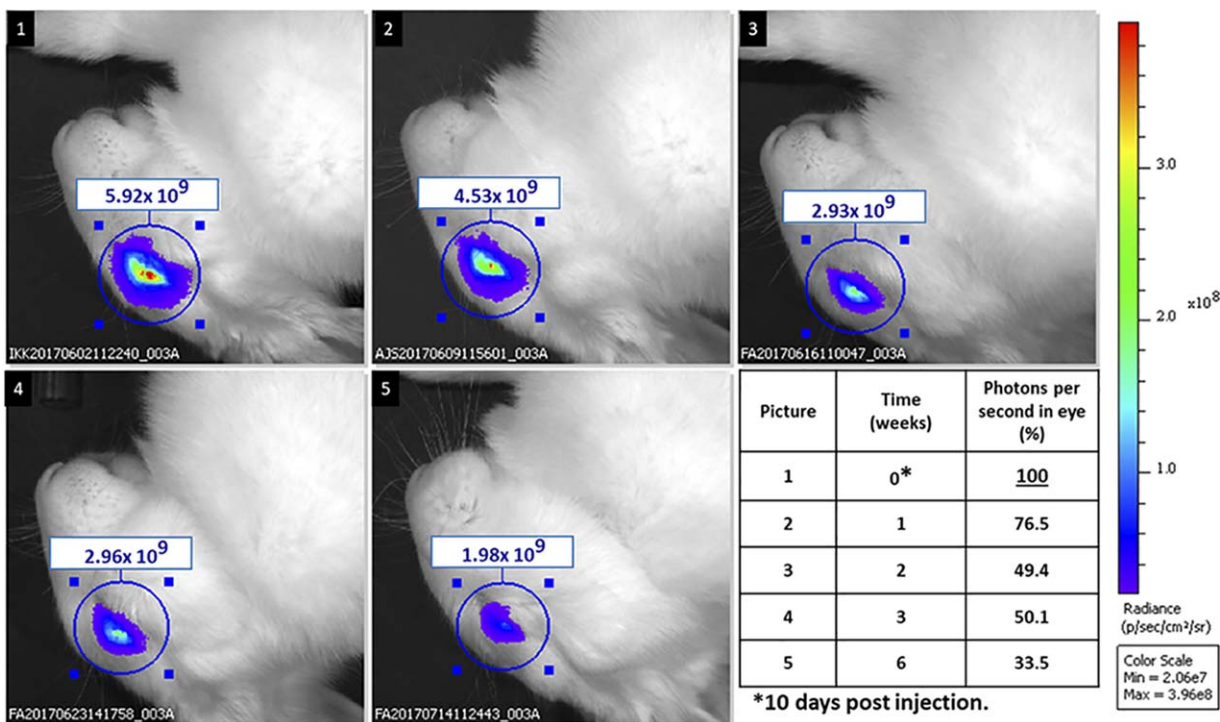 1
5.92x 10⁹
IKK20170602112240_003A
2
4.53x 10⁹
AJS20170609115601_003A
3
2.93x 10⁹
FA20170616110047_003A
4
2.96x 10⁹
FA20170623141758_003A
5
1.98x 10⁹
FA20170714112443_003A
Picture Time (weeks) Photons per second in eye (%)
1 0* 100
2 1 76.5
3 2 49.4
4 3 50.1
5 6 33.5
*10 days post injection.
3.0
2.0
x10⁸
1.0
Radiance
(p/sec/cm²/sr)
Color Scale
Min = 2.06e7
Max = 3.96e8